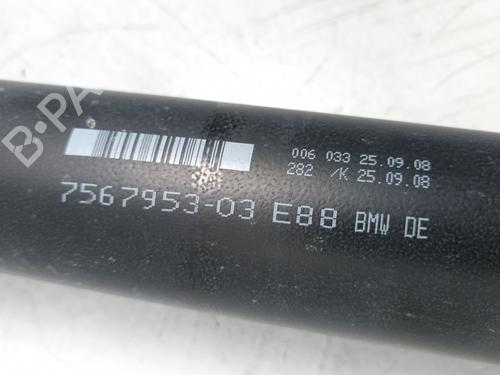 B-PA
006 033 25.09.08
282 /K 25.09.08
7567953-03 E88 BMW DE